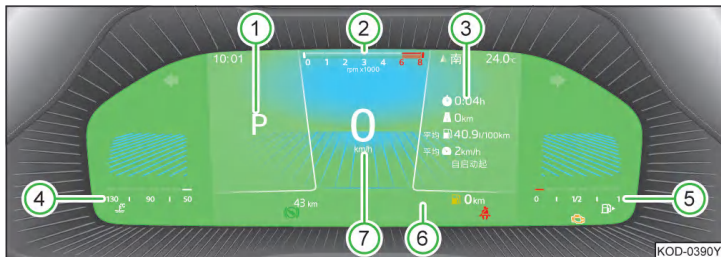 1
2
3
10:01
0 1 2 3 4 6 8
rpm x1000
南 24.0°C
0:04h
0km
平均 40.9l/100km
平均 2km/h
自启动起
P
0
km/h
4
130 90 50
0 1/2 1
5
43 km
0km
7
6
KOD-0390Y